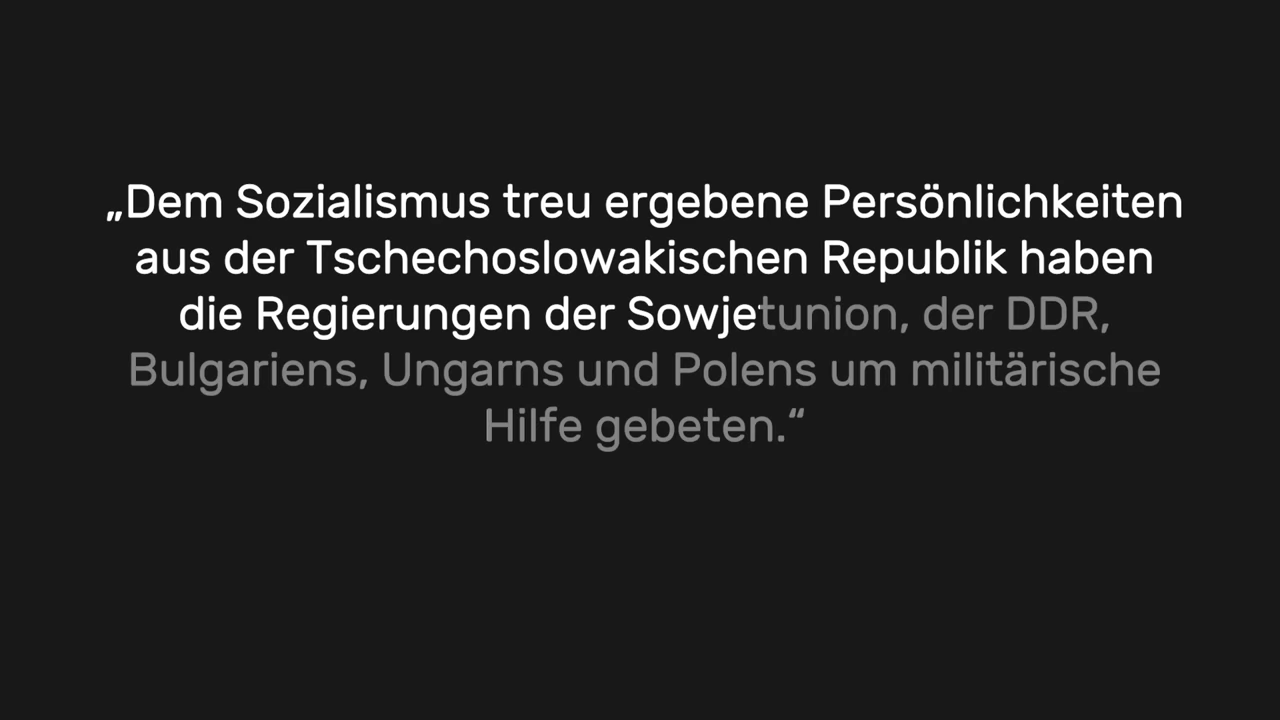 „Dem Sozialismus treu ergebene Persönlichkeiten
aus der Tschechoslowakischen Republik haben
die Regierungen der Sowjetunion, der DDR,
Bulgariens, Ungarns und Polens um militärische
Hilfe gebeten.“